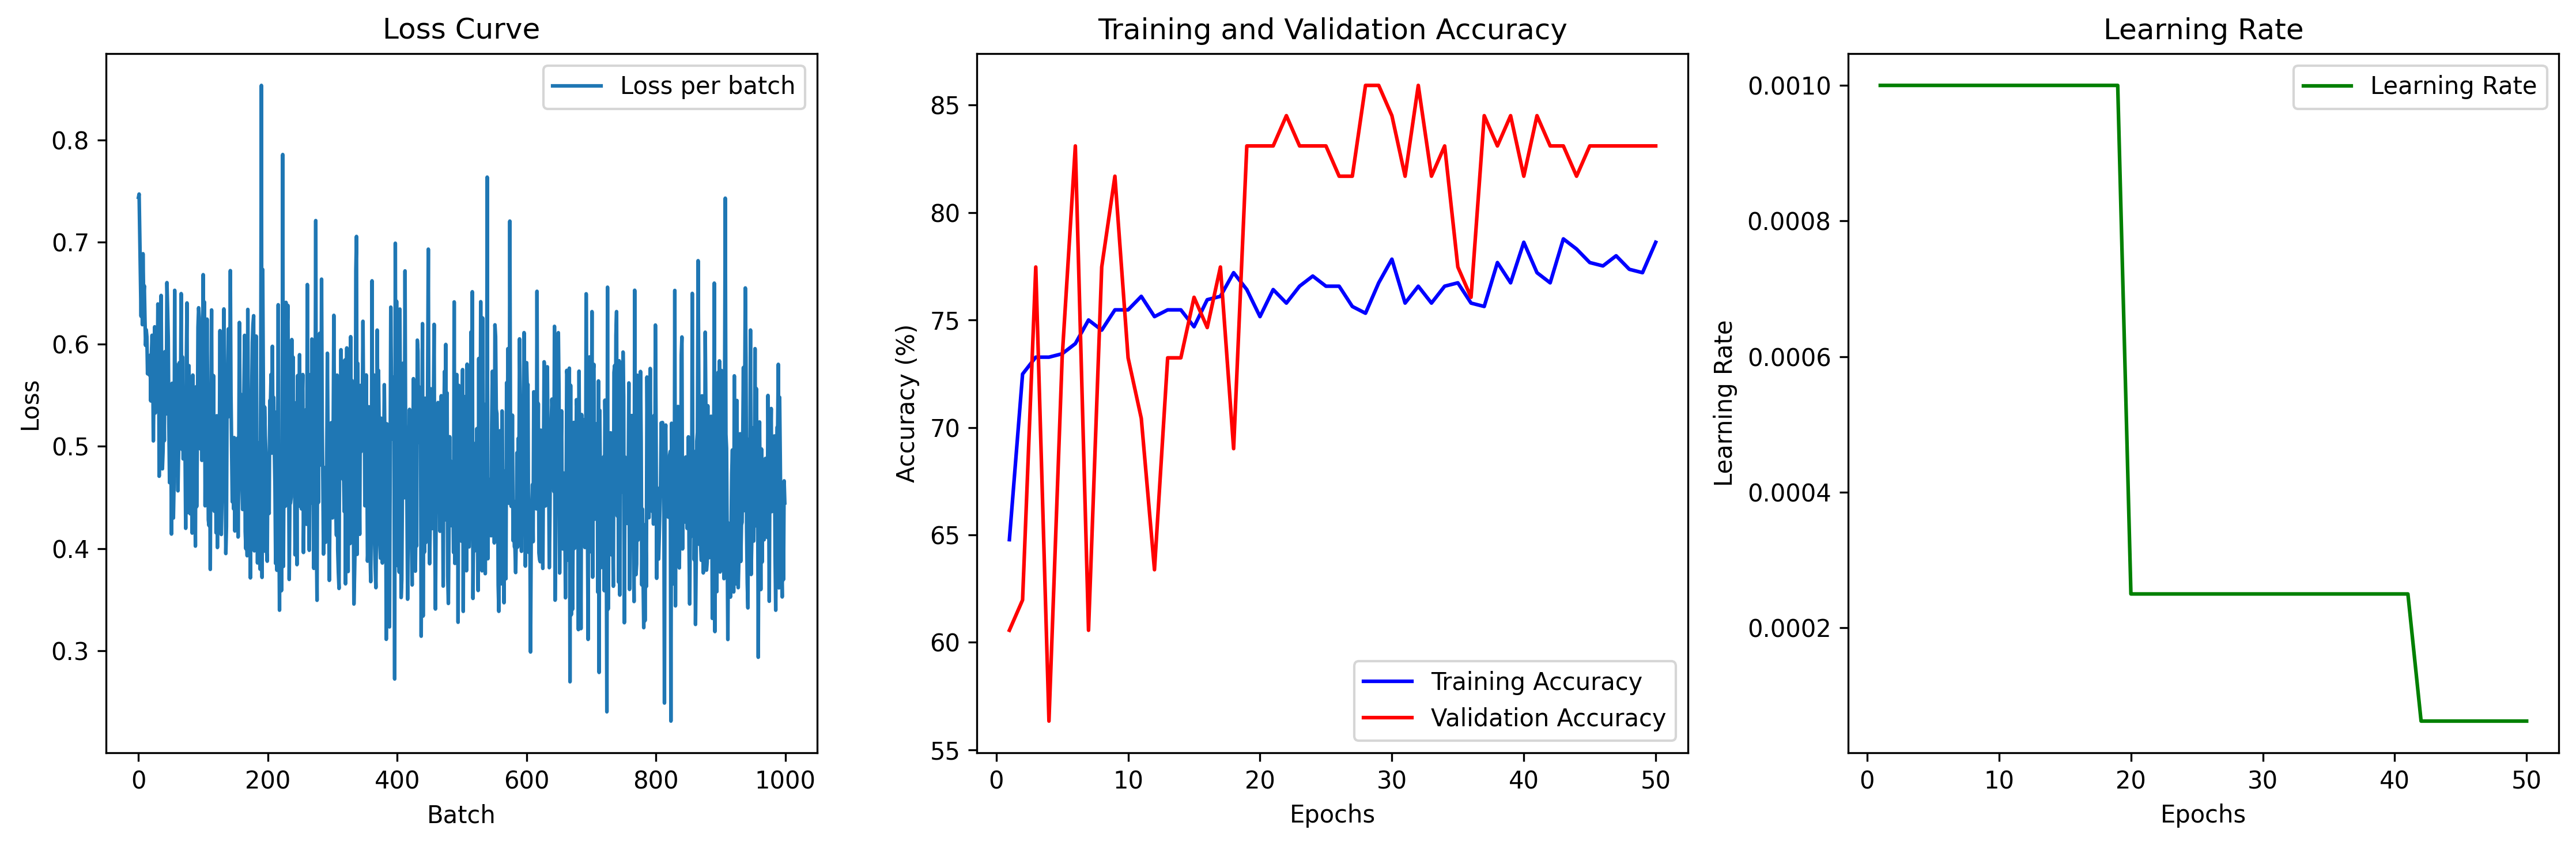 Loss Curve
Loss per batch
0.8
0.7
0.6
0.5
0.4
0.3
Loss
0
200
400
600
800
1000
Batch
Training and Validation Accuracy
85
80
75
70
65
60
55
Accuracy (%)
Training Accuracy
Validation Accuracy
0
10
20
30
40
50
Epochs
Learning Rate
Learning Rate
0.0010
0.0008
0.0006
0.0004
0.0002
Learning Rate
0
10
20
30
40
50
Epochs